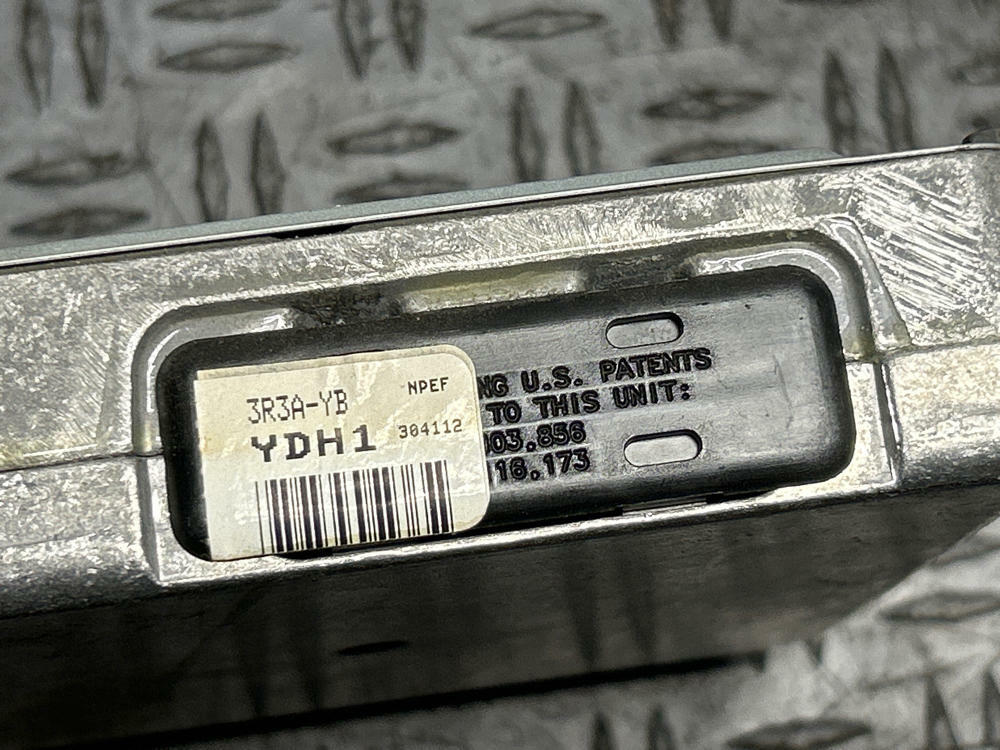 3R3A-YB
NPEF
YDH1
304112
NG U.S. PATENTS
TO THIS UNIT:
03.856
16.173